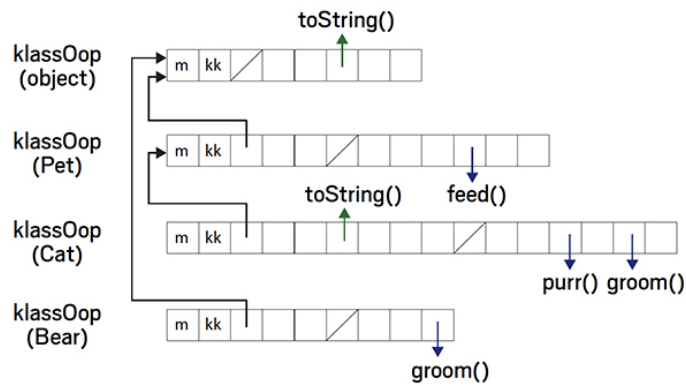 toString()
klassOop
(object)
m kk
klassOop
(Pet)
m kk
toString()
feed()
klassOop
(Cat)
m kk
purr() groom()
klassOop
(Bear)
m kk
groom()